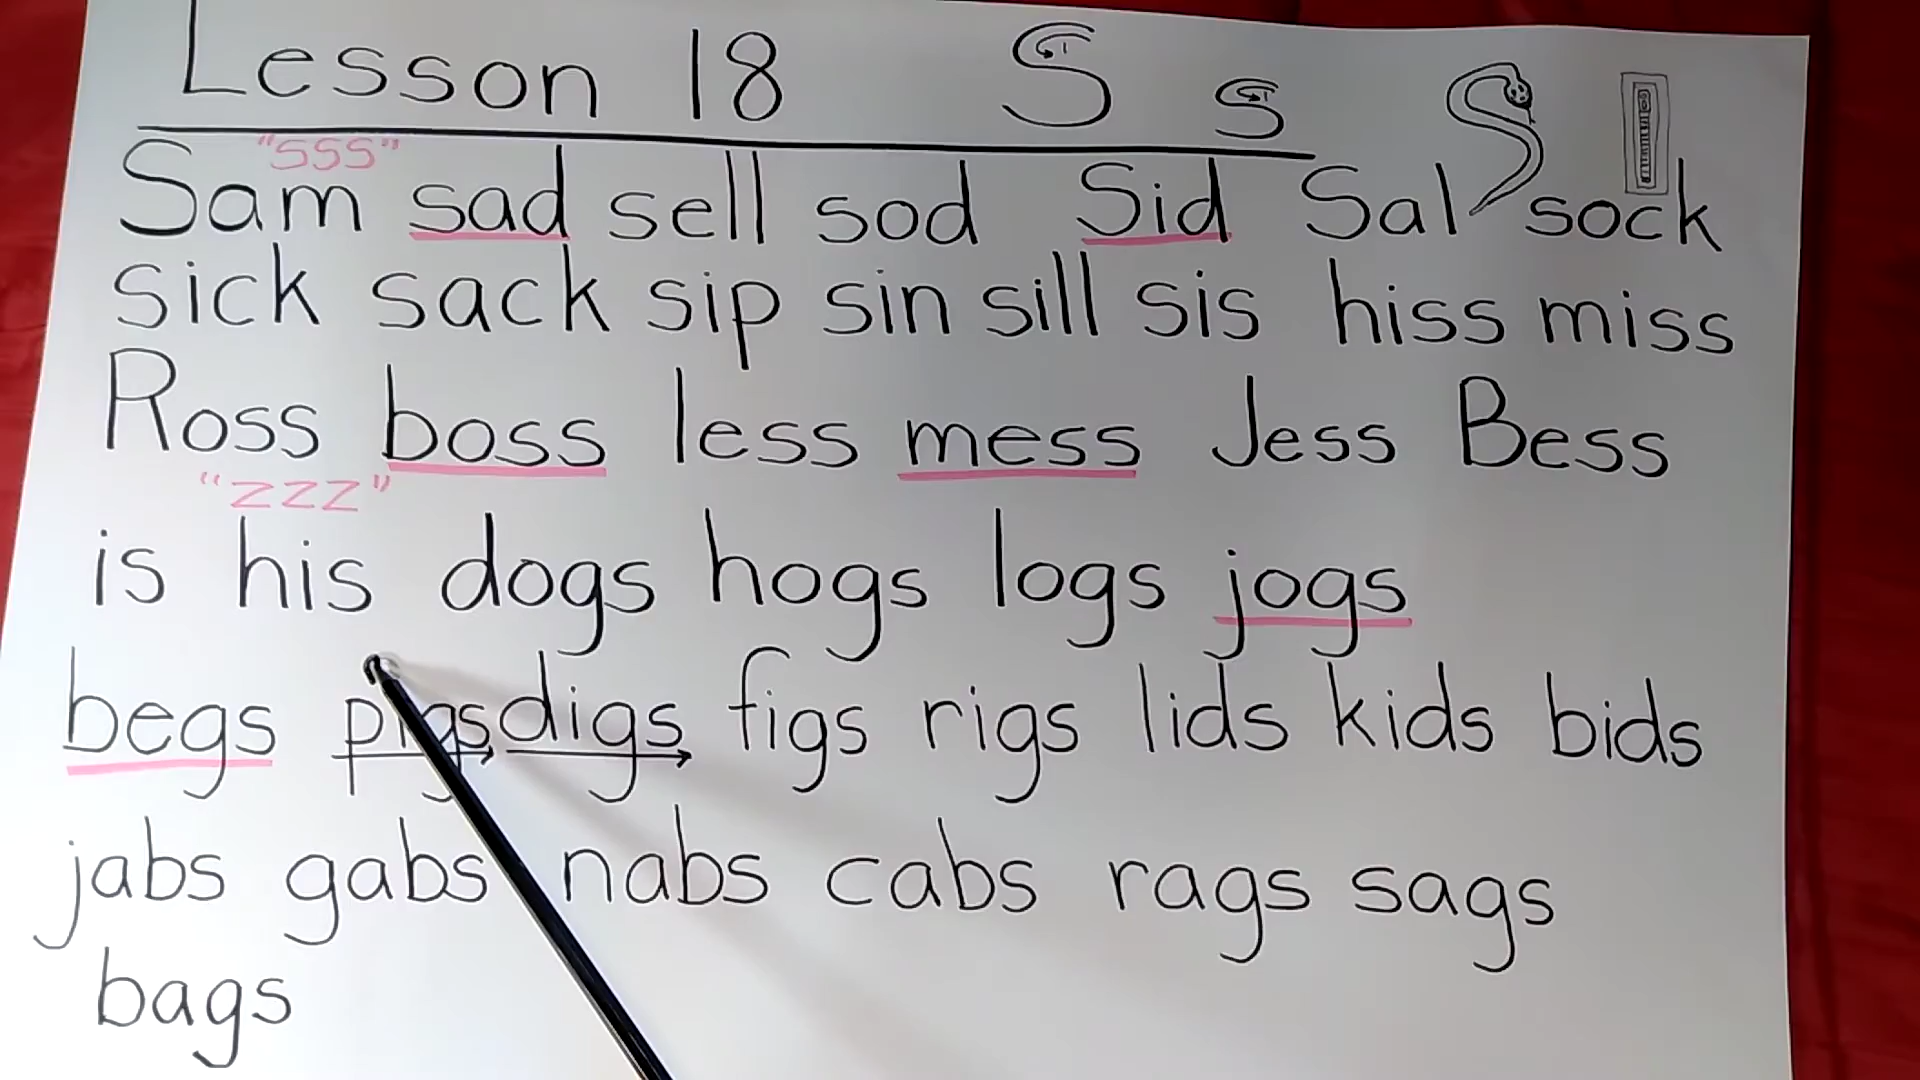 Lesson 18 S s
"sss"
Sam sad sell sod Sid Sal sock
sick sack sip sin sill sis hiss miss
Ross boss less mess Jess Bess
"zzz"
is his dogs hogs logs jogs
begs pigs digs figs rigs lids kids bids
jabs gabs nabs cabs rags sags
bags